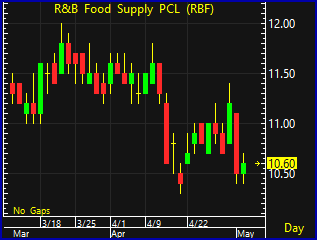 R&B Food Supply PCL (RBF)
12.00
11.50
11.00
10.60
10.50
No Gaps
3/18 3/25 4/1 4/9 4/22
Mar Apr May
Day